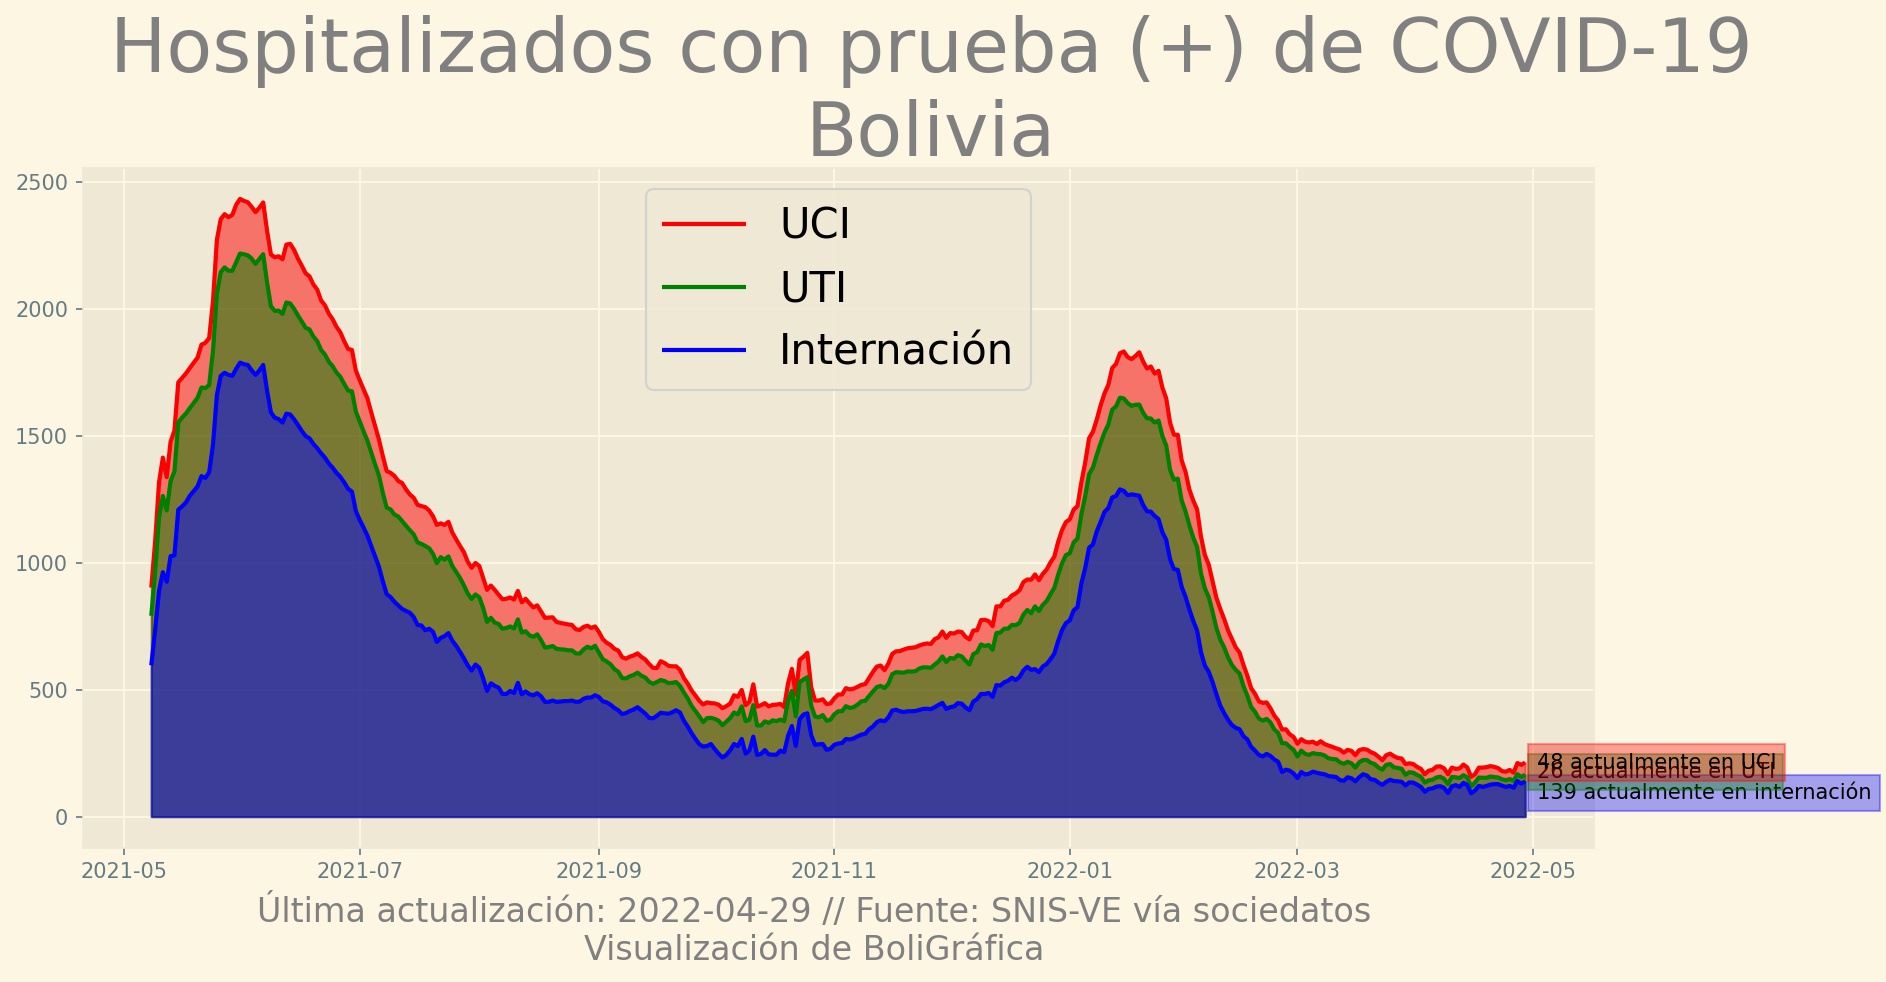 Hospitalizados con prueba (+) de COVID-19
Bolivia
2500
2000
1500
1000
500
0
UCI
UTI
Internación
48 actualmente en UCI
26 actualmente en UTI
139 actualmente en internación
2021-05
2021-07
2021-09
2021-11
2022-01
2022-03
2022-05
Última actualización: 2022-04-29 // Fuente: SNIS-VE vía sociedatos
Visualización de BoliGráfica